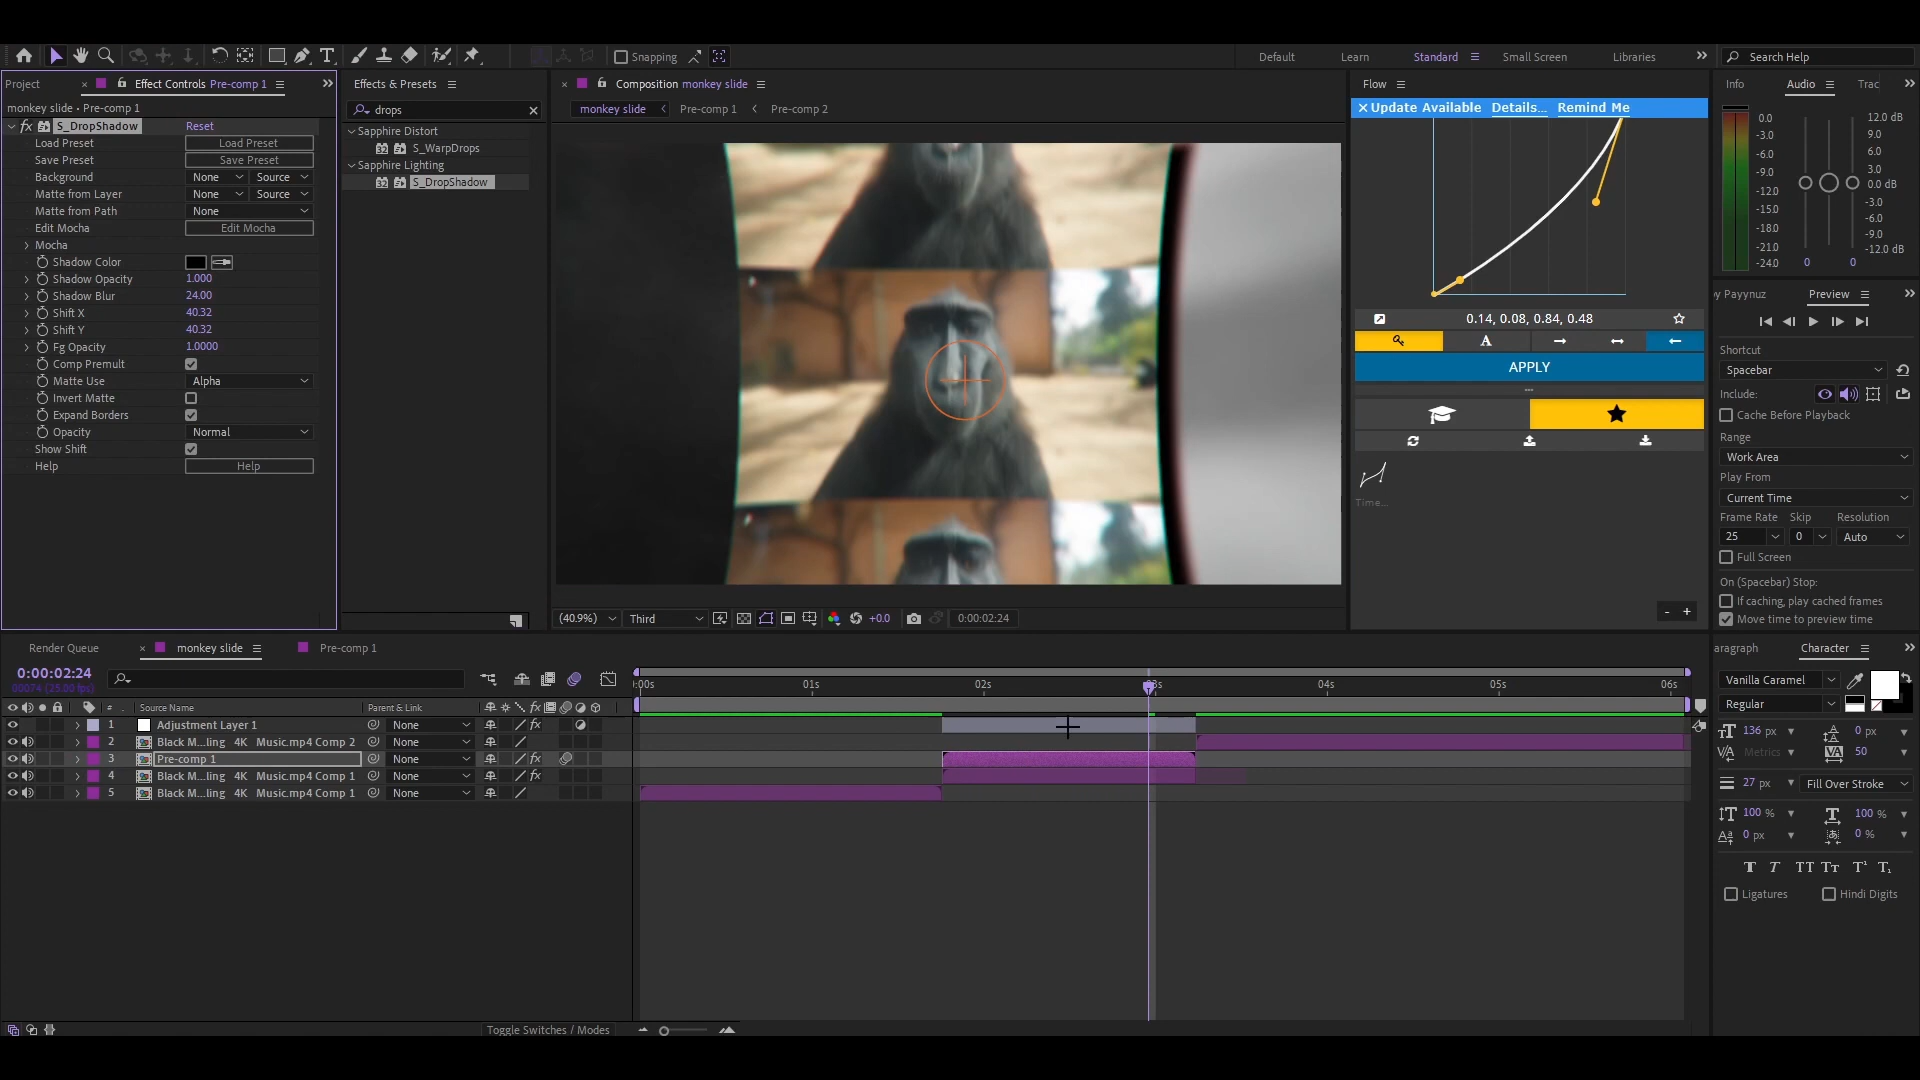 Snapping
Default
Learn
Standard
Small Screen
Libraries
Search Help
Project
Effect Controls Pre-comp 1
monkey slide • Pre-comp 1
S_DropShadow
Reset
Load Preset
Load Preset
Save Preset
Save Preset
Background
None
Source
Matte from Layer
None
Source
Matte from Path
None
Edit Mocha
Edit Mocha
Mocha
Shadow Color
Shadow Opacity
1.000
Shadow Blur
24.00
Shift X
40.32
Shift Y
40.32
Fg Opacity
1.0000
Comp Premult
Matte Use
Alpha
Invert Matte
Expand Borders
Opacity
Normal
Show Shift
Help
Help
Effects & Presets
drops
Sapphire Distort
S_WarpDrops
Sapphire Lighting
S_DropShadow
Composition monkey slide
monkey slide
Pre-comp 1
Pre-comp 2
(40.9%)
Third
+0.0
0:00:02:24
Flow
Update Available
Details...
Remind Me
0.14, 0.08, 0.84, 0.48
A
APPLY
Time...
- +
Info
Audio
Trac
0.0
-3.0
-6.0
-9.0
-12.0
-15.0
-18.0
-21.0
-24.0
12.0 dB
9.0
6.0
3.0
0.0 dB
-3.0
-6.0
-9.0
-12.0 dB
0
0
by Payynuz
Preview
Shortcut
Spacebar
Include:
Cache Before Playback
Range
Work Area
Play From
Current Time
Frame Rate
Skip
Resolution
25
0
Auto
Full Screen
On (Spacebar) Stop:
If caching, play cached frames
Move time to preview time
Render Queue
monkey slide
Pre-comp 1
0:00:02:24
00074 (25.00 fps)
#
Source Name
Parent & Link
fx
1
Adjustment Layer 1
None
fx
2
Black M...ling 4K Music.mp4 Comp 2
None
3
Pre-comp 1
None
fx
4
Black M...ling 4K Music.mp4 Comp 1
None
fx
5
Black M...ling 4K Music.mp4 Comp 1
None
:00s
01s
02s
04s
05s
06s
Toggle Switches / Modes
aragraph
Character
Vanilla Caramel
Regular
136 px
0 px
Metrics
50
27 px
Fill Over Stroke
100 %
100 %
0 px
0 %
Ligatures
Hindi Digits